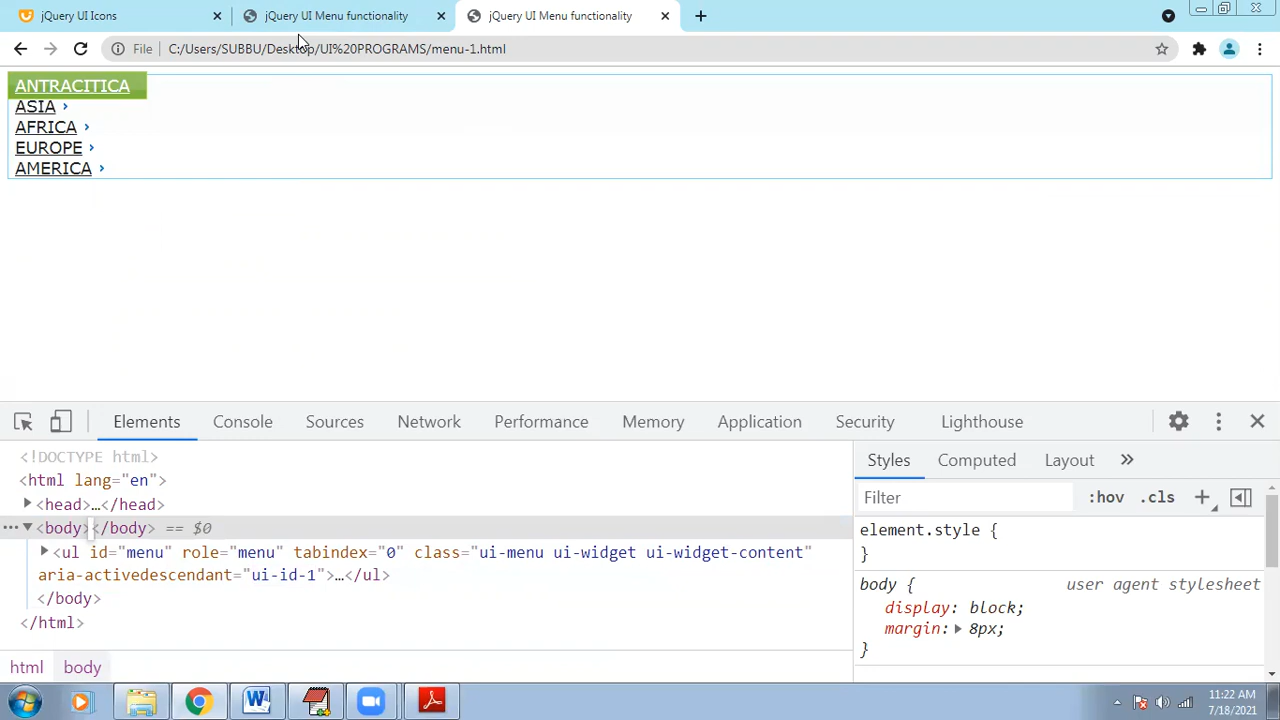 jQuery UI Icons
jQuery UI Menu functionality
jQuery UI Menu functionality
File C:/Users/SUBBU/Desktop/UI%20PROGRAMS/menu-1.html
ANTRACITICA
ASIA
AFRICA
EUROPE
AMERICA
Elements Console Sources Network Performance Memory Application Security Lighthouse
<!DOCTYPE html>
<html lang="en">
<head>…</head>
<body></body> == $0
<ul id="menu" role="menu" tabindex="0" class="ui-menu ui-widget ui-widget-content"
aria-activedescendant="ui-id-1">…</ul>
</body>
</html>
html body
Styles Computed Layout
Filter :hov .cls
element.style {
}
body { user agent stylesheet
display: block;
margin: 8px;
}
11:22 AM
7/18/2021